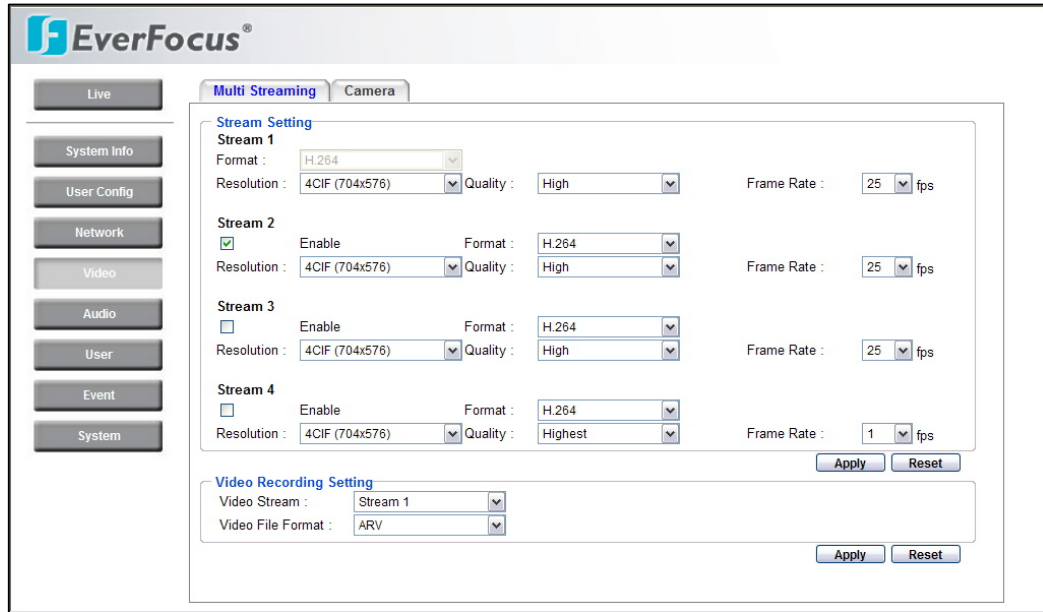 EverFocus®
Live
System Info
User Config
Network
Video
Audio
User
Event
System
Multi Streaming Camera
Stream Setting
Stream 1
Format : H.264
Resolution : 4CIF (704x576) Quality : High Frame Rate : 25 fps
Stream 2
Enable Format : H.264
Resolution : 4CIF (704x576) Quality : High Frame Rate : 25 fps
Stream 3
Enable Format : H.264
Resolution : 4CIF (704x576) Quality : High Frame Rate : 25 fps
Stream 4
Enable Format : H.264
Resolution : 4CIF (704x576) Quality : Highest Frame Rate : 1 fps
Apply Reset
Video Recording Setting
Video Stream : Stream 1
Video File Format : ARV
Apply Reset